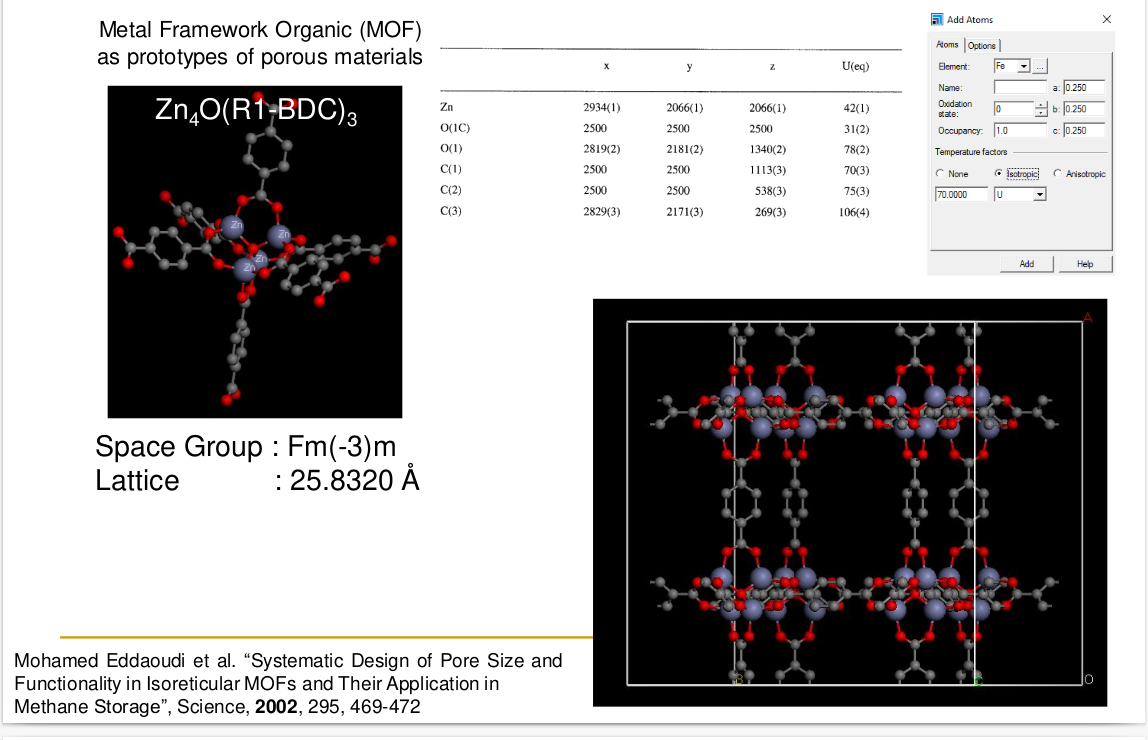 Metal Framework Organic (MOF)
as prototypes of porous materials
Zn4O(R1-BDC)3
Zn
Zn
Zn
Zn
Space Group : Fm(-3)m
Lattice : 25.8320 Å
x y z U(eq)
Zn 2934(1) 2066(1) 2066(1) 42(1)
O(1C) 2500 2500 2500 31(2)
O(1) 2819(2) 2181(2) 1340(2) 78(2)
C(1) 2500 2500 1113(3) 70(3)
C(2) 2500 2500 538(3) 75(3)
C(3) 2829(3) 2171(3) 269(3) 106(4)
Add Atoms
Atoms Options
Element: Fe ...
Name: a: 0.250
Oxidation
state: 0 b: 0.250
Occupancy: 1.0 c: 0.250
Temperature factors
None Isotropic Anisotropic
70.0000 U
Add Help
A
B C O
Mohamed Eddaoudi et al. “Systematic Design of Pore Size and
Functionality in Isoreticular MOFs and Their Application in
Methane Storage”, Science, 2002, 295, 469-472